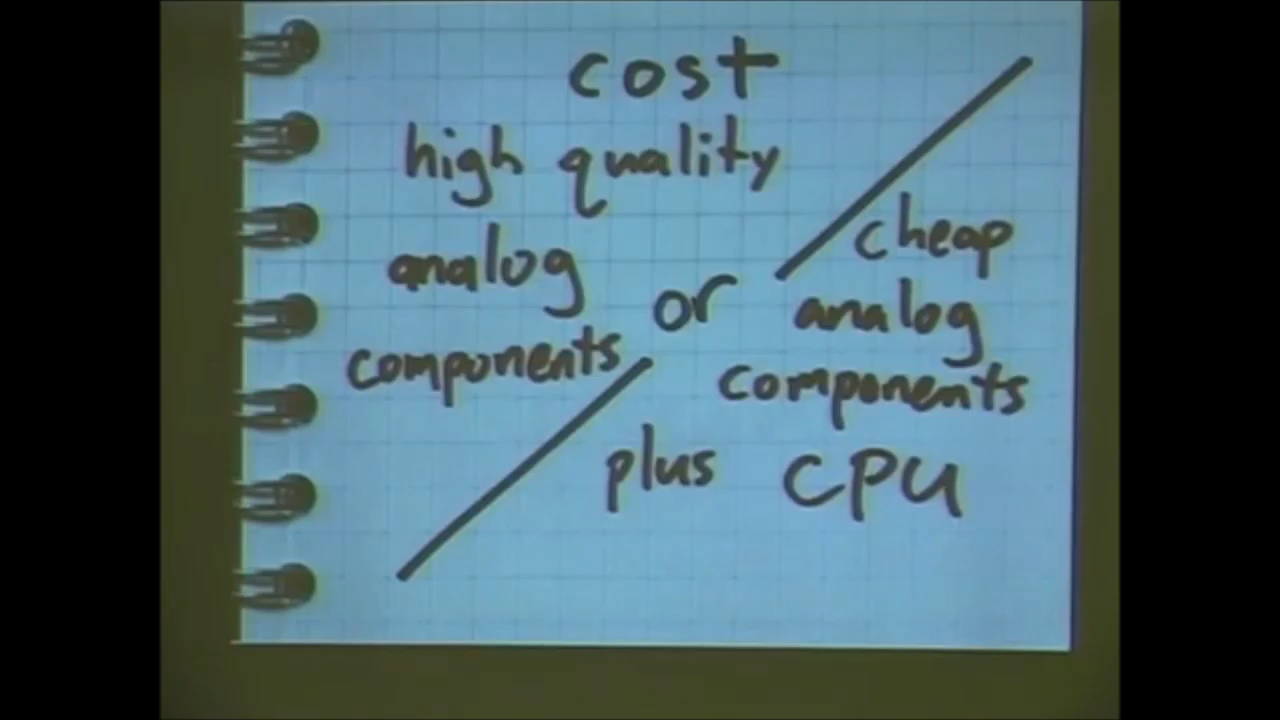 cost
high quality
analog
components
or
cheap
analog
components
plus CPU